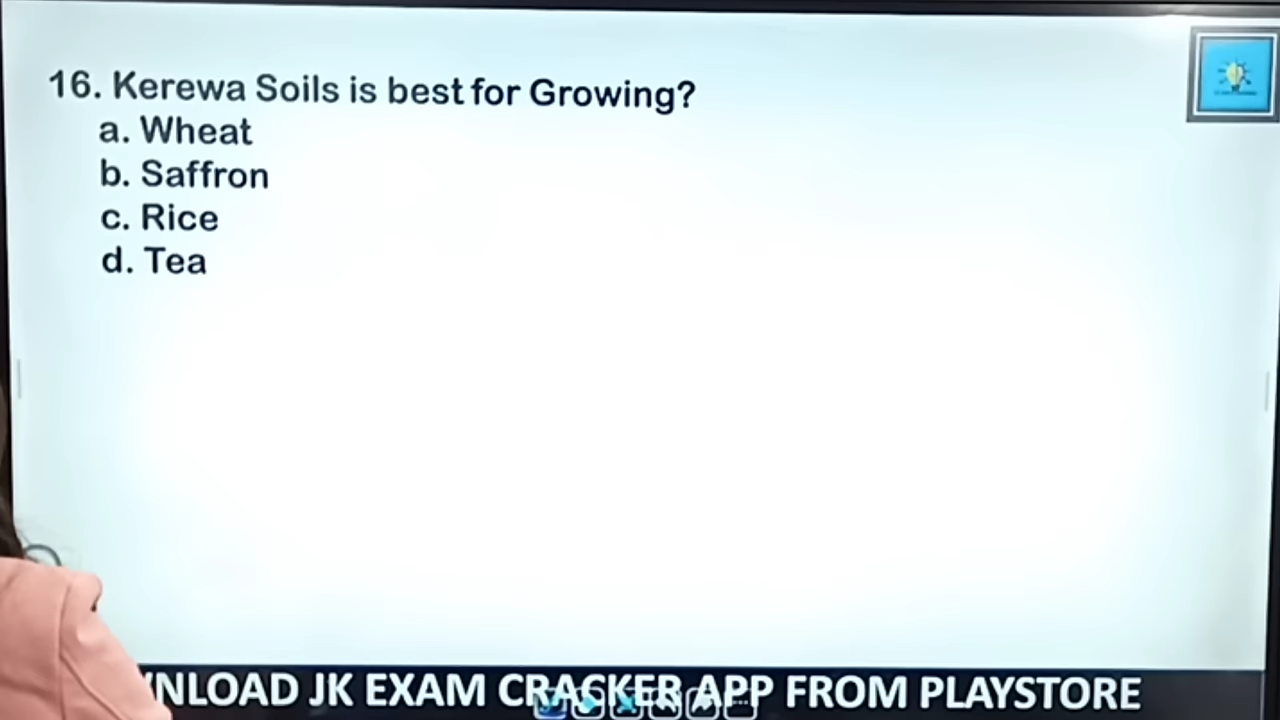 16. Kerewa Soils is best for Growing?
a. Wheat
b. Saffron
c. Rice
d. Tea
NLOAD JK EXAM CRACKER APP FROM PLAYSTORE